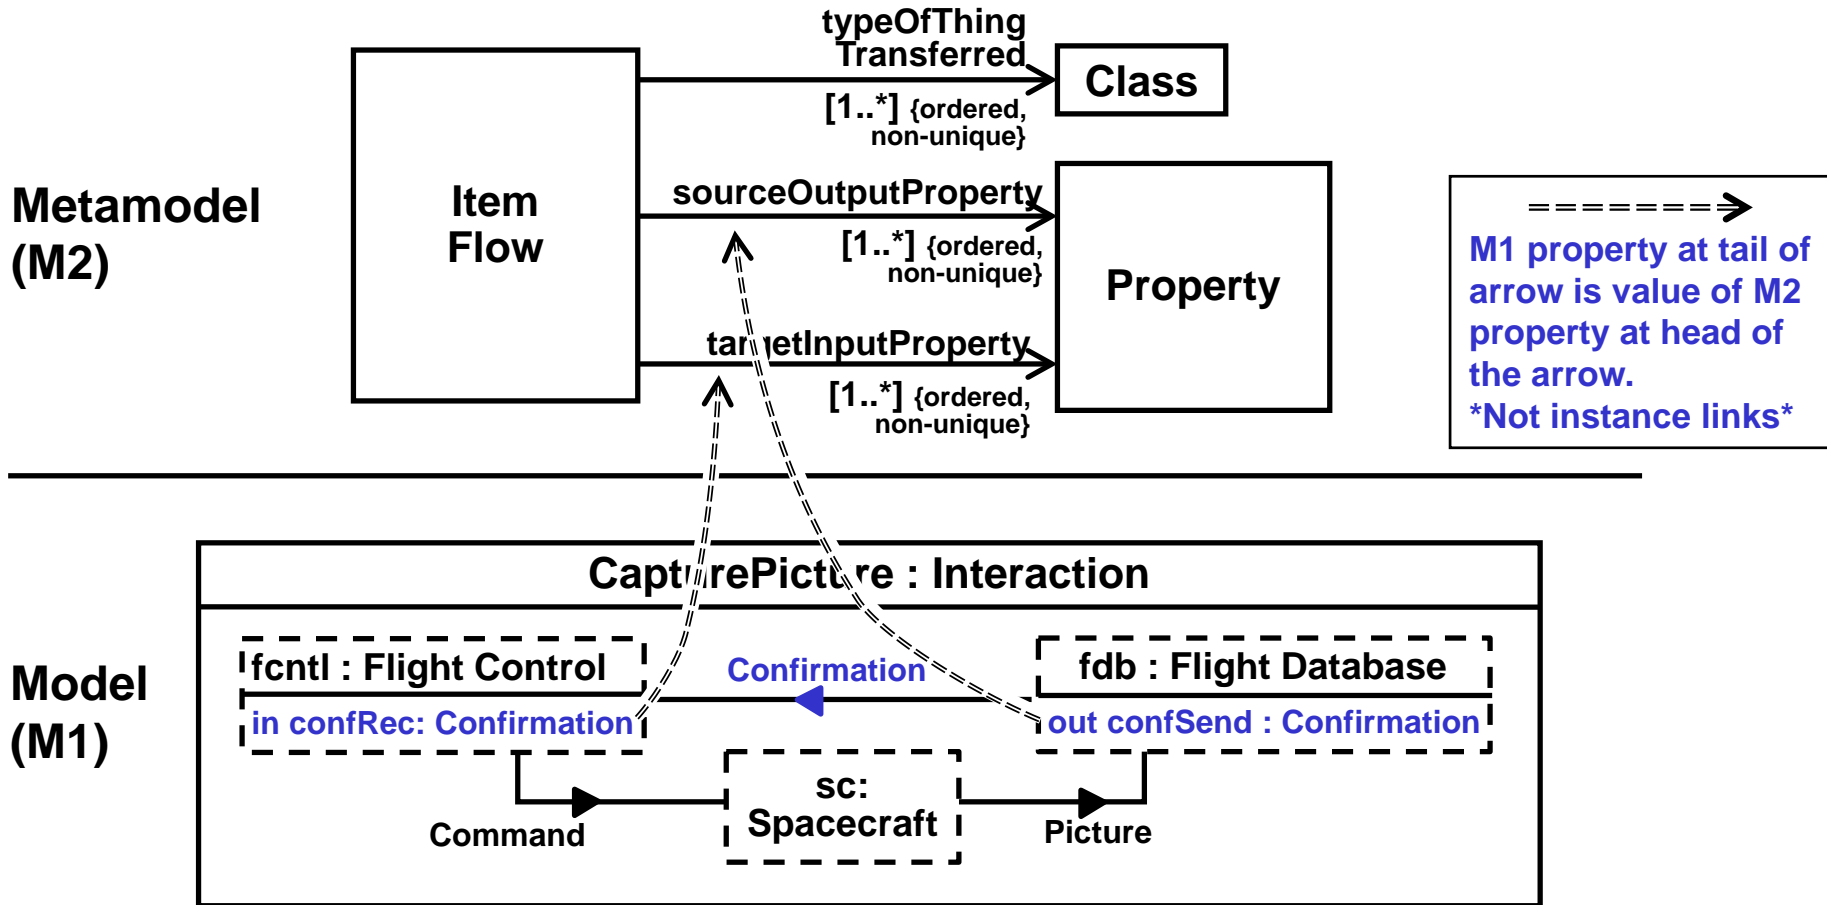 typeOfThing
Transferred
Class
[1..*] {ordered,
non-unique}
Metamodel
(M2)
Item
Flow
sourceOutputProperty
[1..*] {ordered,
non-unique}
targetInputProperty
[1..*] {ordered,
non-unique}
Property
M1 property at tail of
arrow is value of M2
property at head of
the arrow.
*Not instance links*
CapturePicture : Interaction
Model
(M1)
fcntl : Flight Control
in confRec: Confirmation
Confirmation
fdb : Flight Database
out confSend : Confirmation
Command
sc:
Spacecraft
Picture